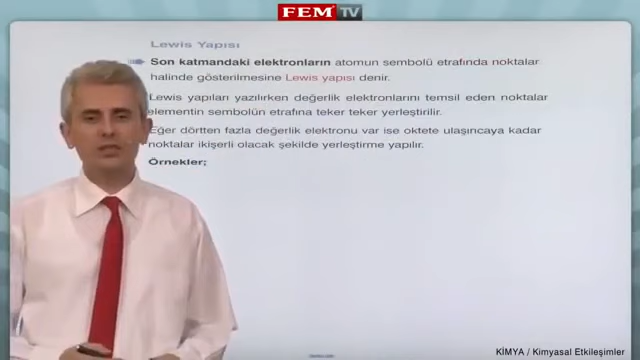 FEM TV
Lewis Yapısı
Son katmandaki elektronların atomun sembolü etrafında noktalar
halinde gösterilmesine Lewis yapısı denir.
Lewis yapıları yazılırken değerlik elektronlarını temsil eden noktalar
elementin sembolün etrafına teker teker yerleştirilir.
Eğer dörtten fazla değerlik elektronu var ise oktete ulaşıncaya kadar
noktalar ikişerli olacak şekilde yerleştirme yapılır.
Örnekler;
KİMYA / Kimyasal Etkileşimler